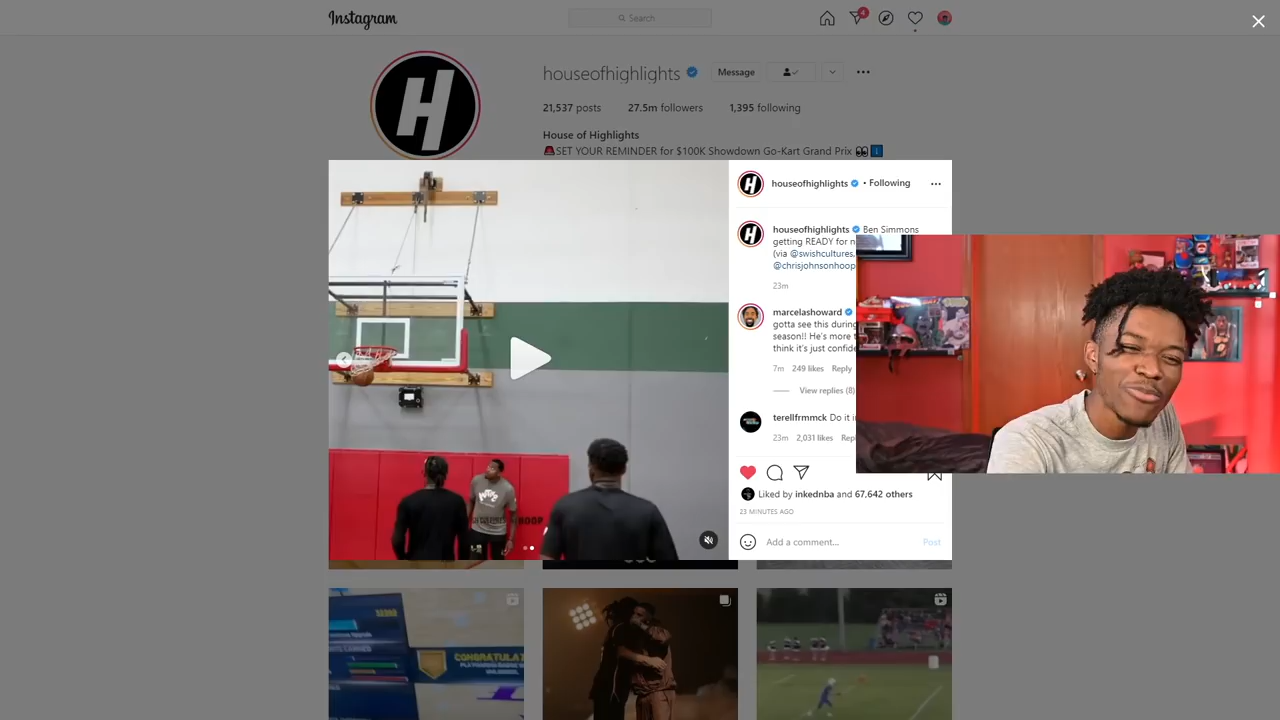 Instagram
Search
4
houseofhighlights
Message
21,537 posts 27.5m followers 1,395 following
House of Highlights
SET YOUR REMINDER for $100K Showdown Go-Kart Grand Prix
H
H
houseofhighlights • Following
H
houseofhighlights Ben Simmons
getting READY for
(via @swishcultures,
@chrisjohnsonhoop
23m
marcelashoward
gotta see this during
season!! He's more
think it's just
7m 249 likes Reply
View replies (8)
terellfrmmck Do it
23m 2,031 likes
Liked by inkednba and 67,642 others
23 MINUTES AGO
Add a comment...
Post
HOOP